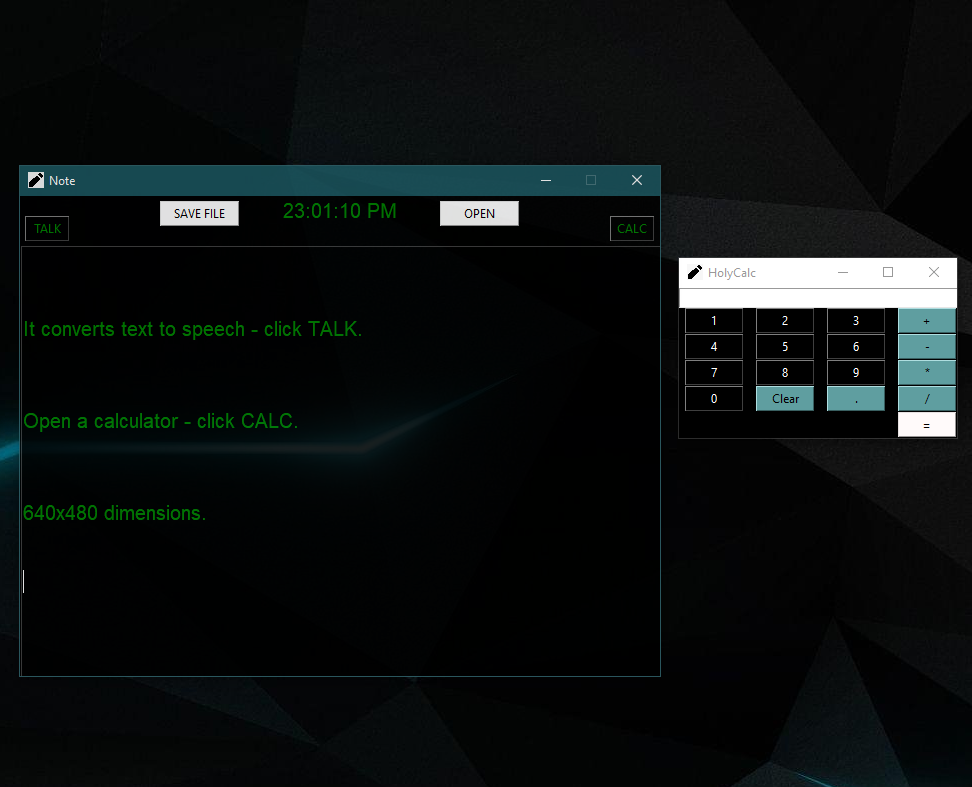 Note
SAVE FILE 23:01:10 PM OPEN
TALK CALC
It converts text to speech - click TALK.
Open a calculator - click CALC.
640x480 dimensions.
HolyCalc
1 2 3 +
4 5 6 -
7 8 9 *
0 Clear . /
=